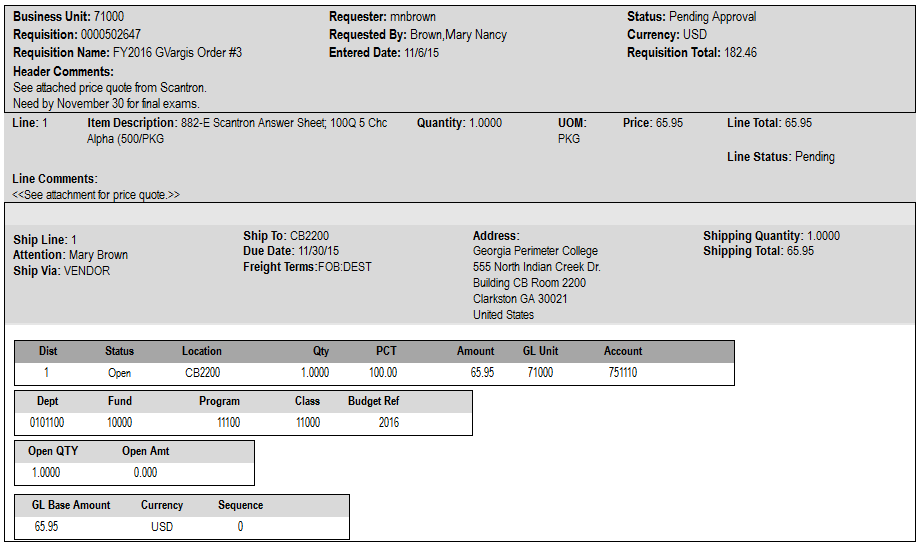 Business Unit: 71000 Requester: mnbrown Status: Pending Approval
Requisition: 0000502647 Requested By: Brown,Mary Nancy Currency: USD
Requisition Name: FY2016 GVargis Order #3 Entered Date: 11/6/15 Requisition Total: 182.46
Header Comments:
See attached price quote from Scantron.
Need by November 30 for final exams.
Line: 1 Item Description: 882-E Scantron Answer Sheet; 100Q 5 Chc Quantity: 1.0000 UOM: Price: 65.95 Line Total: 65.95
Alpha (500/PKG PKG
Line Status: Pending
Line Comments:
<<See attachment for price quote.>>
Ship Line: 1 Ship To: CB2200 Address: Shipping Quantity: 1.0000
Attention: Mary Brown Due Date: 11/30/15 Georgia Perimeter College Shipping Total: 65.95
Ship Via: VENDOR Freight Terms:FOB:DEST 555 North Indian Creek Dr.
Building CB Room 2200
Clarkston GA 30021
United States
Dist Status Location Qty PCT Amount GL Unit Account
1 Open CB2200 1.0000 100.00 65.95 71000 751110
Dept Fund Program Class Budget Ref
0101100 10000 11100 11000 2016
Open QTY Open Amt
1.0000 0.000
GL Base Amount Currency Sequence
65.95 USD 0